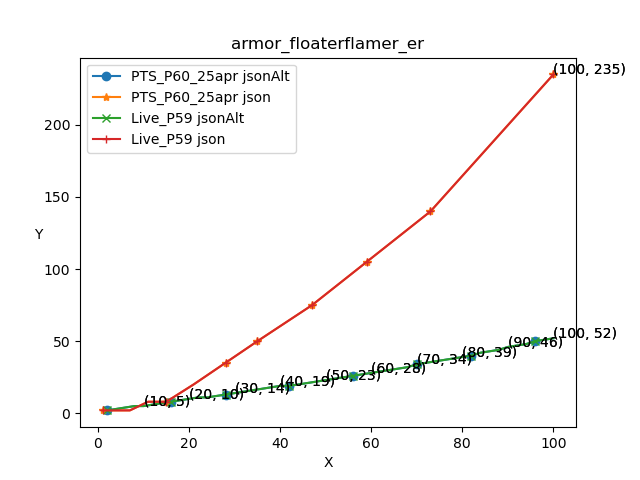 armor_floaterflamer_er
PTS_P60_25apr jsonAlt
PTS_P60_25apr json
Live_P59 jsonAlt
Live_P59 json
(100, 235)
(100, 52)
(90, 46)
(80, 39)
(70, 34)
(60, 28)
(50, 23)
(40, 19)
(30, 14)
(20, 10)
(10, 5)
Y
200
150
100
50
0
0 20 40 60 80 100
X